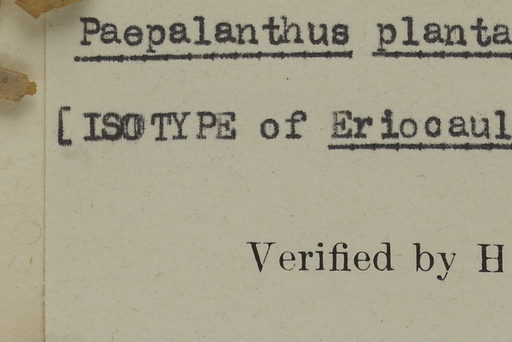 Paepalanthus planta
[ISOTYPE of Eriocaul
Verified by H